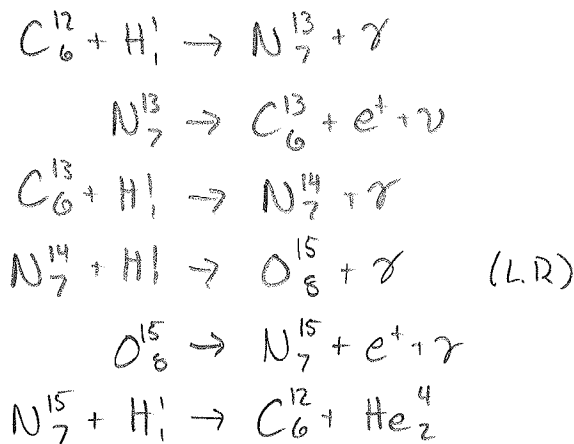 C¹²₆ + H¹₁ → N¹³₇ + γ
N¹³₇ → C¹³₆ + e⁺ + ν
C¹³₆ + H¹₁ → N¹⁴₇ + γ
N¹⁴₇ + H¹₁ → O¹⁵₈ + γ (L.R)
O¹⁵₈ → N¹⁵₇ + e⁺ + γ
N¹⁵₇ + H¹₁ → C¹²₆ + He⁴₂